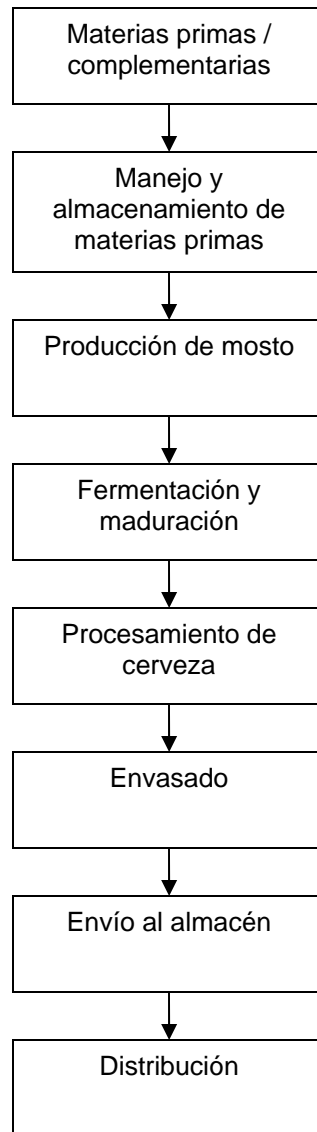 Materias primas /
complementarias
Manejo y
almacenamiento de
materias primas
Producción de mosto
Fermentación y
maduración
Procesamiento de
cerveza
Envasado
Envío al almacén
Distribución